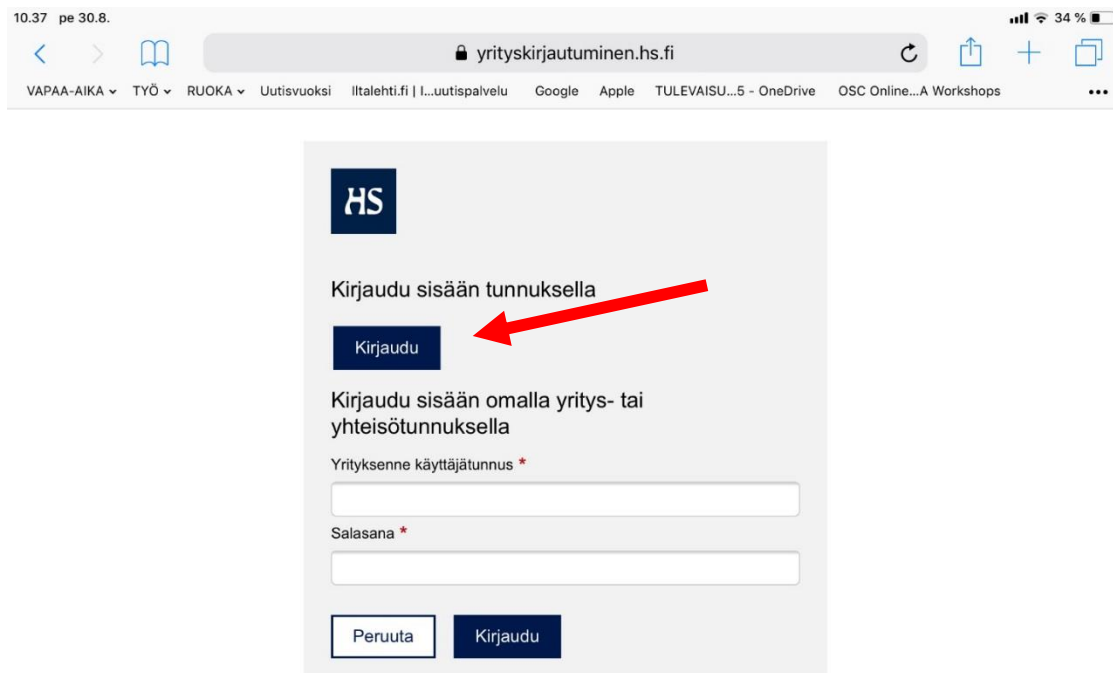 10.37 pe 30.8.
34 %
yrityskirjautuminen.hs.fi
VAPAA-AIKA TYÖ RUOKA Uutisvuoksi Iltalehti.fi | I...uutispalvelu Google Apple TULEVAISU...5 - OneDrive OSC Online...A Workshops
HS
Kirjaudu sisään tunnuksella
Kirjaudu
Kirjaudu sisään omalla yritys- tai
yhteisötunnuksella
Yrityksenne käyttäjätunnus *
Salasana *
Peruuta Kirjaudu